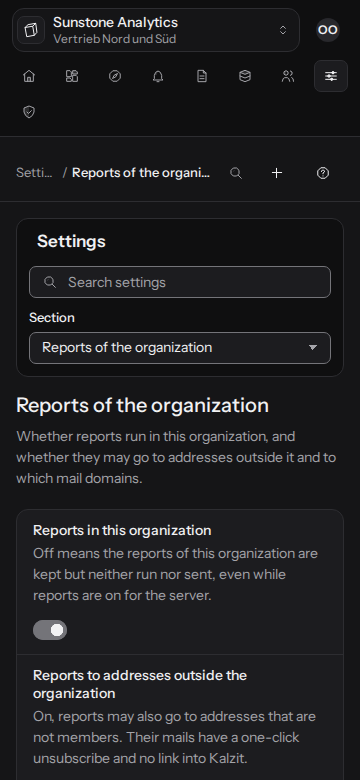 Sunstone Analytics
Vertrieb Nord und Süd
OO
Setti... / Reports of the organi...
Settings
Search settings
Section
Reports of the organization
Reports of the organization
Whether reports run in this organization, and
whether they may go to addresses outside it and to
which mail domains.
Reports in this organization
Off means the reports of this organization are
kept but neither run nor sent, even while
reports are on for the server.
Reports to addresses outside the
organization
On, reports may also go to addresses that are
not members. Their mails have a one-click
unsubscribe and no link into Kalzit.